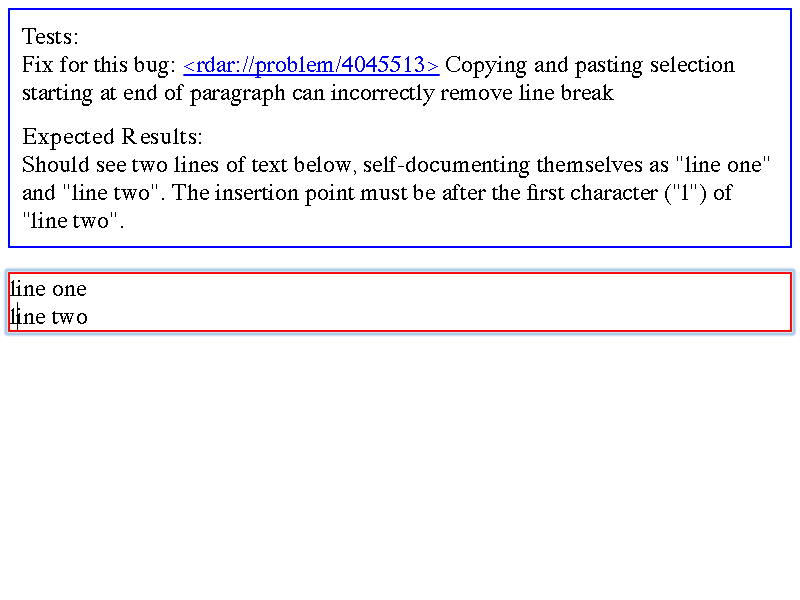 Tests:
Fix for this bug: <rdar://problem/4045513> Copying and pasting selection
starting at end of paragraph can incorrectly remove line break
Expected Results:
Should see two lines of text below, self-documenting themselves as "line one"
and "line two". The insertion point must be after the first character ("l") of
"line two".
line one
line two